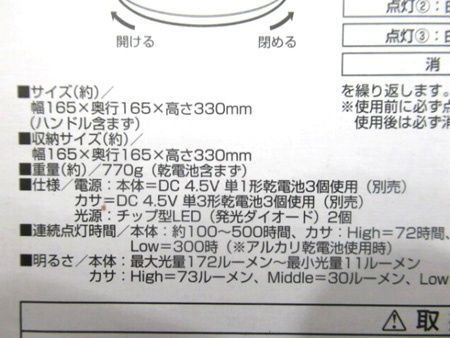 点灯②：
開ける
閉める
点灯③：
消
■サイズ(約)／
幅165×奥行165×高さ330mm
(ハンドル含まず)
■収納サイズ(約)／
幅165×奥行165×高さ330mm
■重量(約)／770g（乾電池含まず）
■仕様／電源：本体＝DC 4.5V 単1形乾電池3個使用（別売）
カサ＝DC 4.5V 単3形乾電池3個使用（別売）
光源：チップ型LED（発光ダイオード）2個
■連続点灯時間／本体：約100～500時間、カサ：High＝72時間、
Low＝300時（※アルカリ乾電池使用時）
■明るさ／本体：最大光量172ルーメン～最小光量11ルーメン
カサ：High＝73ルーメン、Middle＝30ルーメン、Low
を繰り返します。
※使用前に必ず点
使用後は必ず消
⚠ 取